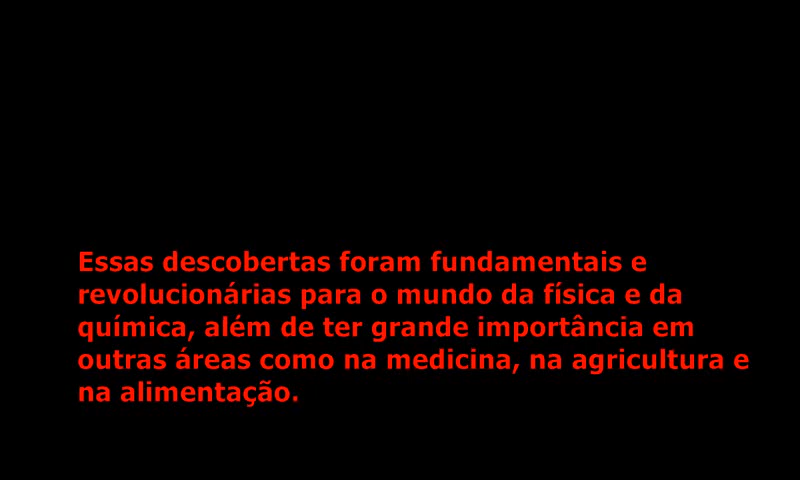 Essas descobertas foram fundamentais e
revolucionárias para o mundo da física e da
química, além de ter grande importância em
outras áreas como na medicina, na agricultura e
na alimentação.